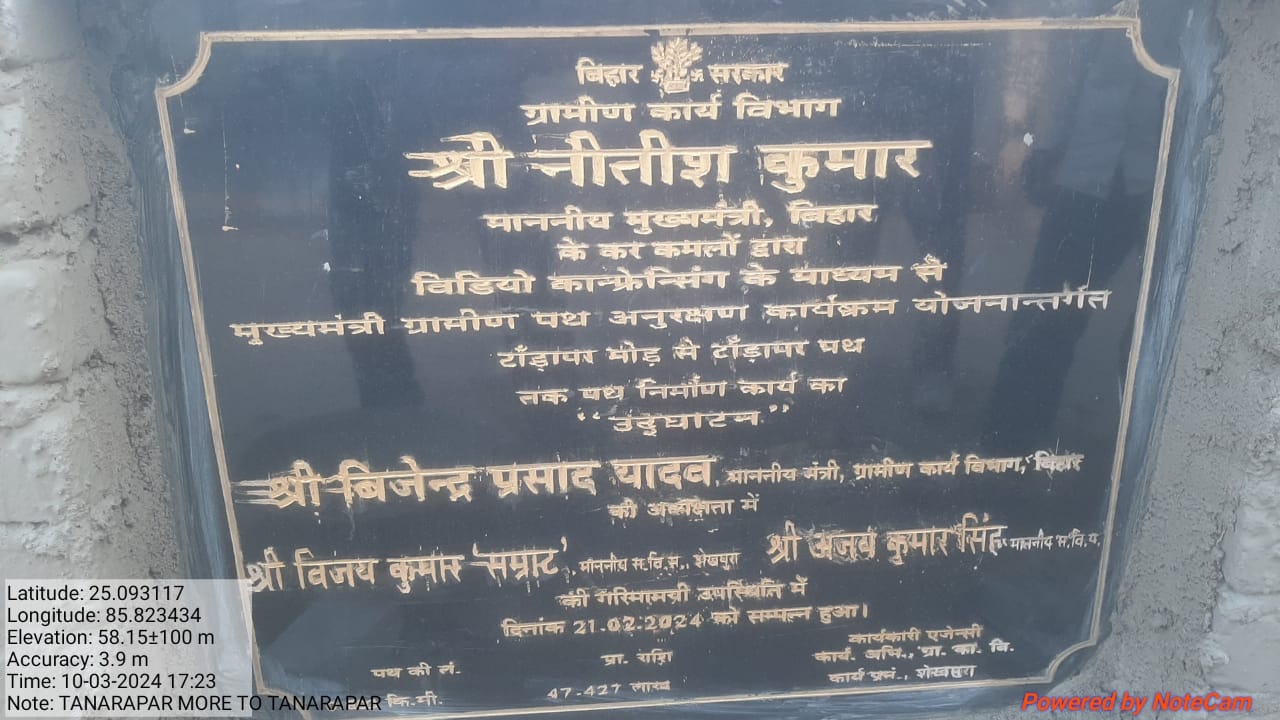 बिहार सरकार
ग्रामीण कार्य विभाग
श्री नीतीश कुमार
माननीय मुख्यमंत्री, बिहार
के कर कमलों द्वारा
विडियो कान्फ्रेन्सिंग के माध्यम से
मुख्यमंत्री ग्रामीण पथ अनुरक्षण कार्यक्रम योजनान्तर्गत
टाँड़ापर मोड़ से टाँड़ापर पथ
तक पथ निर्माण कार्य का
“उद्घाटन”
श्री बिजेन्द्र प्रसाद यादव, माननीय मंत्री, ग्रामीण कार्य विभाग, बिहार
की अध्यक्षता में
श्री विजय कुमार 'सम्राट', माननीय स.वि.स., शेखपुरा श्री अजय कुमार सिंह, माननीय स.वि.प.
की गरिमामयी उपस्थिति में
दिनांक 21.02.2024 को सम्पन्न हुआ।
पथ की लं. प्रा. राशि कार्यकारी एजेन्सी
कि.मी. 47.427 लाख कार्य. अभि., ग्रा. का. वि.
कार्य प्रमं., शेखपुरा
Latitude: 25.093117
Longitude: 85.823434
Elevation: 58.15±100 m
Accuracy: 3.9 m
Time: 10-03-2024 17:23
Note: TANARAPAR MORE TO TANARAPAR
Powered by NoteCam